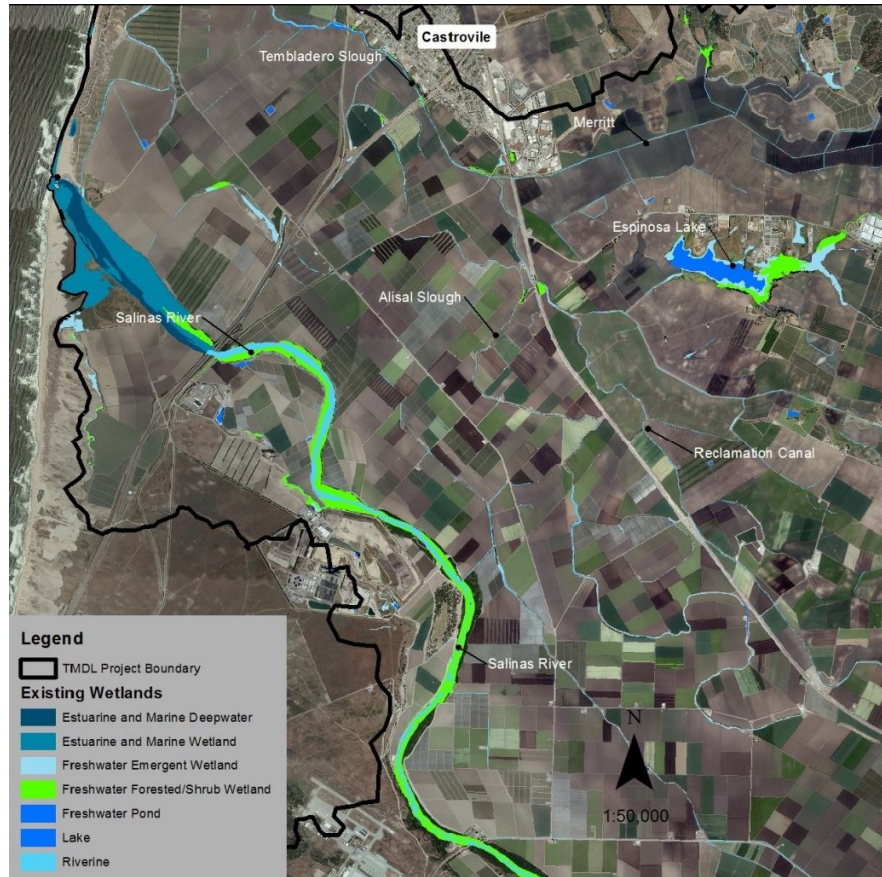 Castrovile
Tembladero Slough
Merritt
Espinosa Lake
Alisal Slough
Salinas River
Reclamation Canal
Salinas River
N
1:50,000
Legend
TMDL Project Boundary
Existing Wetlands
Estuarine and Marine Deepwater
Estuarine and Marine Wetland
Freshwater Emergent Wetland
Freshwater Forested/Shrub Wetland
Freshwater Pond
Lake
Riverine